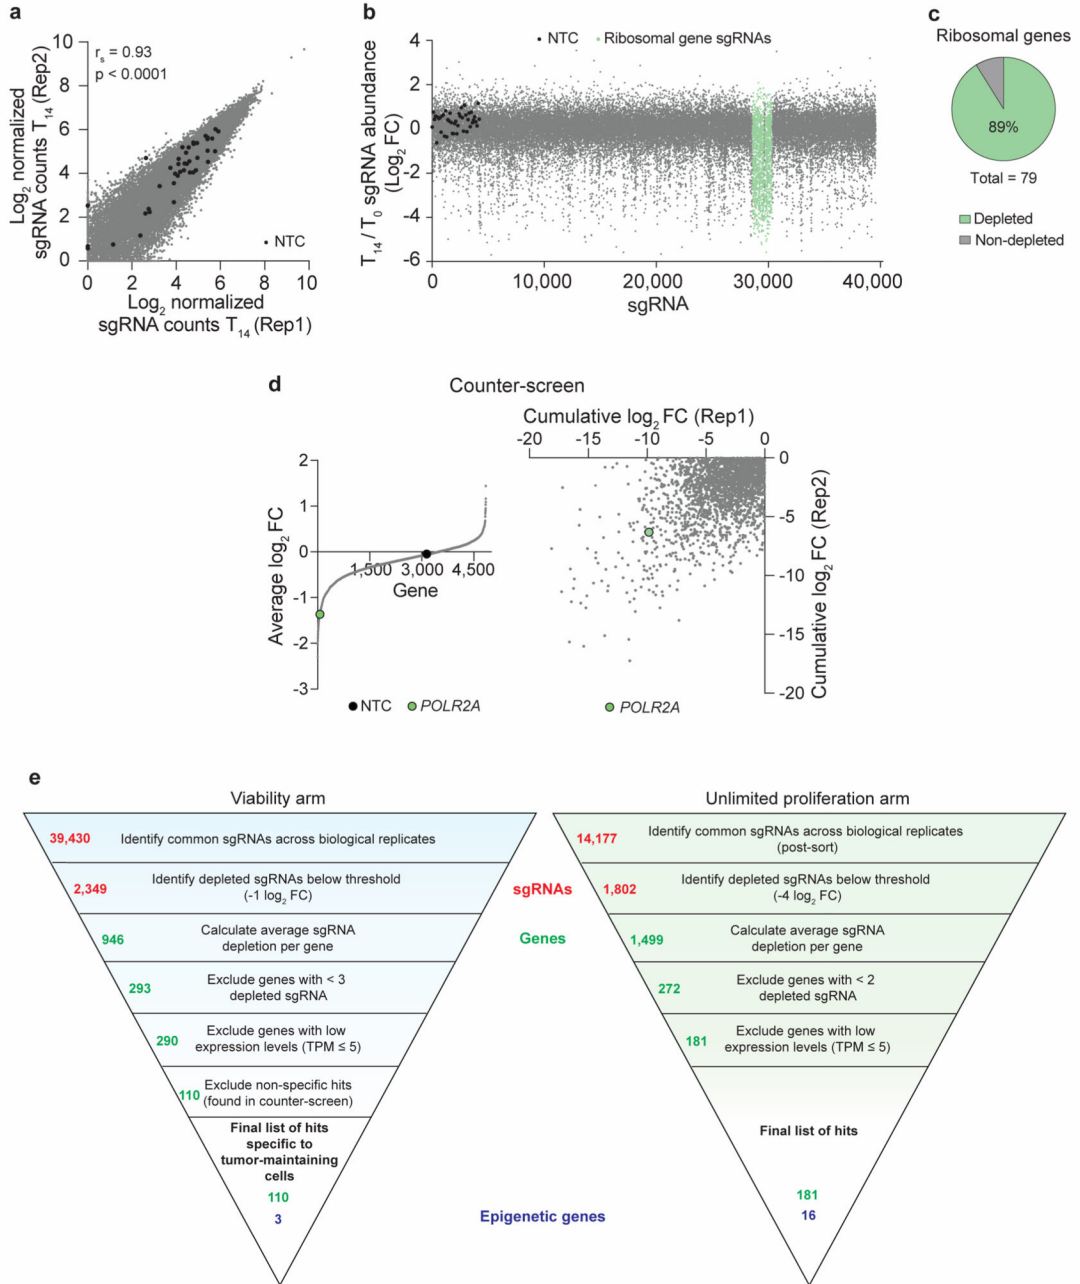 a
r_s = 0.93
p < 0.0001
Log₂ normalized
sgRNA counts T₁₄ (Rep2)
10
8
6
4
2
0
NTC
0 2 4 6 8 10
Log₂ normalized
sgRNA counts T₁₄ (Rep1)
b
NTC Ribosomal gene sgRNAs
T₁₄ / T₀ sgRNA abundance
(Log₂ FC)
4
2
0
-2
-4
-6
0 10,000 20,000 30,000 40,000
sgRNA
c
Ribosomal genes
89%
Total = 79
Depleted
Non-depleted
d
Counter-screen
Average log₂ FC
2
1
0
-1
-2
-3
1,500 3,000 4,500
Gene
NTC POLR2A
Cumulative log₂ FC (Rep1)
-20 -15 -10 -5 0
0
-5
-10
-15
-20
Cumulative log₂ FC (Rep2)
POLR2A
e
Viability arm
39,430 Identify common sgRNAs across biological replicates
2,349 Identify depleted sgRNAs below threshold
(-1 log₂ FC)
946 Calculate average sgRNA
depletion per gene
293 Exclude genes with < 3
depleted sgRNA
290 Exclude genes with low
expression levels (TPM ≤ 5)
110 Exclude non-specific hits
(found in counter-screen)
Final list of hits
specific to
tumor-maintaining
cells
110
3
sgRNAs
Genes
Epigenetic genes
Unlimited proliferation arm
14,177 Identify common sgRNAs across biological replicates
(post-sort)
1,802 Identify depleted sgRNAs below threshold
(-4 log₂ FC)
1,499 Calculate average sgRNA
depletion per gene
272 Exclude genes with < 2
depleted sgRNA
181 Exclude genes with low
expression levels (TPM ≤ 5)
Final list of hits
181
16